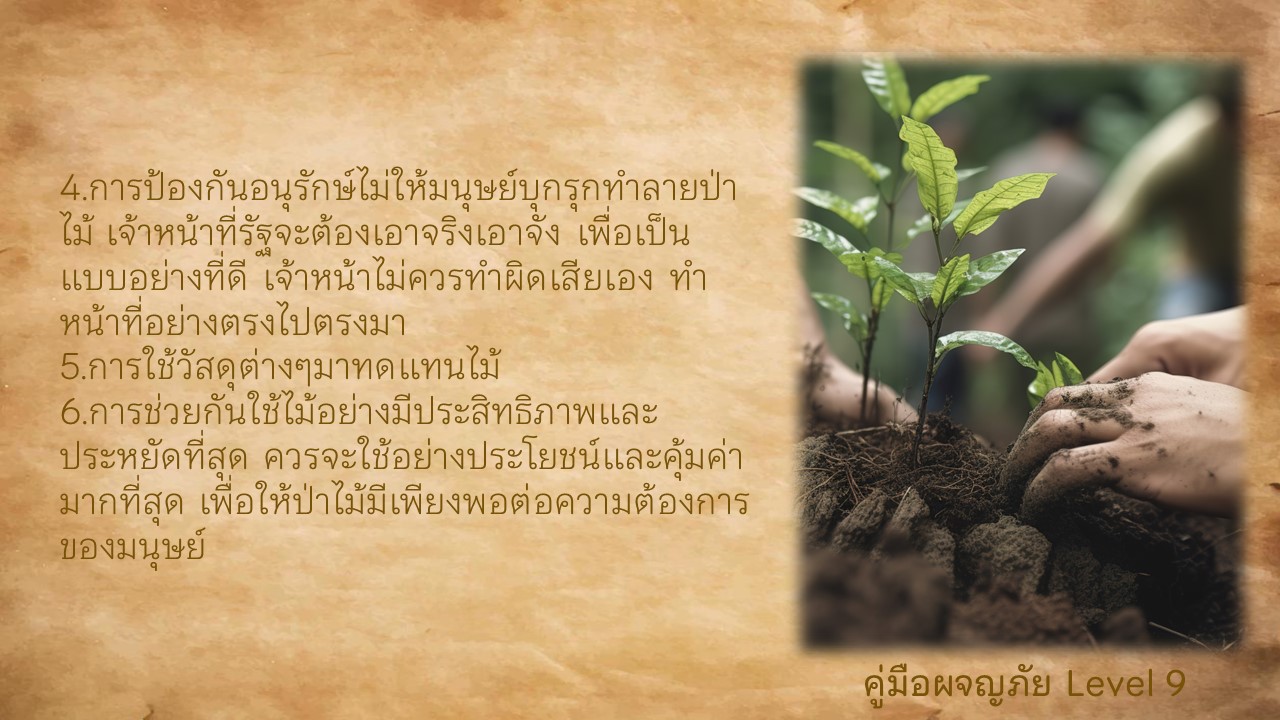 4.การป้องกันอนุรักษ์ไม่ให้มนุษย์บุกรุกทำลายป่า
ไม้ เจ้าหน้าที่รัฐจะต้องเอาจริงเอาจัง เพื่อเป็น
แบบอย่างที่ดี เจ้าหน้าไม่ควรทำผิดเสียเอง ทำ
หน้าที่อย่างตรงไปตรงมา
5.การใช้วัสดุต่างๆมาทดแทนไม้
6.การช่วยกันใช้ไม้อย่างมีประสิทธิภาพและ
ประหยัดที่สุด ควรจะใช้อย่างประโยชน์และคุ้มค่า
มากที่สุด เพื่อให้ป่าไม้มีเพียงพอต่อความต้องการ
ของมนุษย์
คู่มือผจญภัย Level 9